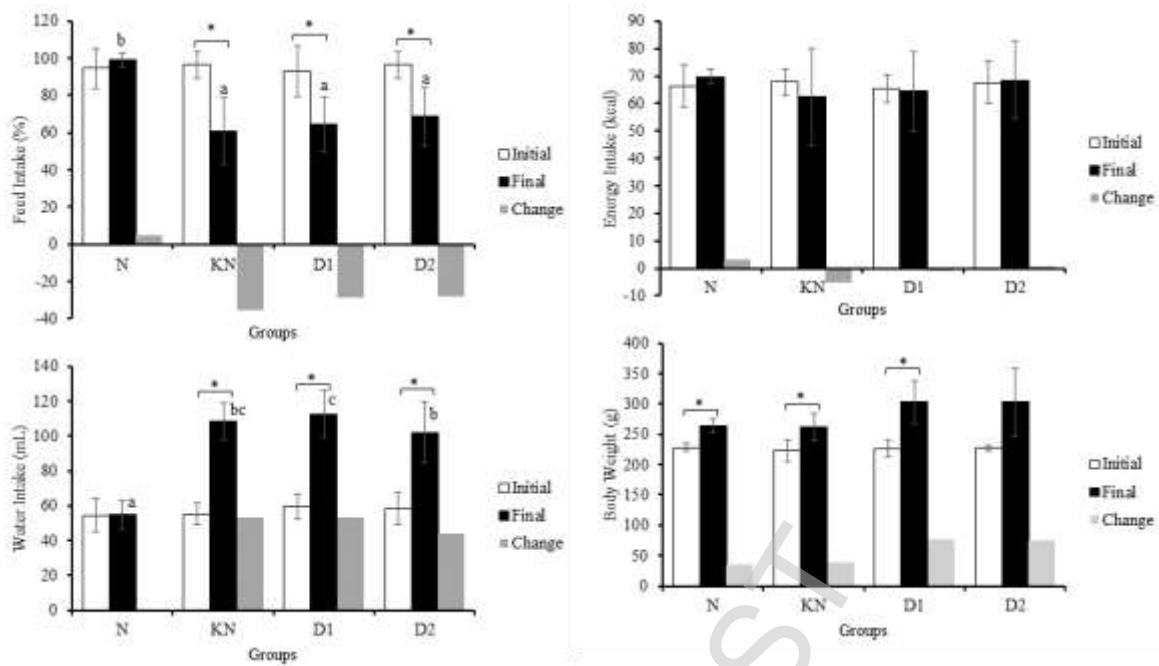 120
100
80
60
40
20
0
-20
-40
Feed Intake (%)
b
*
a
*
a
*
a
N
KN
D1
D2
Groups
Initial
Final
Change
90
80
70
60
50
40
30
20
10
0
-10
Energy Intake (kcal)
N
KN
D1
D2
Groups
Initial
Final
Change
140
120
100
80
60
40
20
0
Water Intake (mL)
a
*
bc
*
c
*
b
N
KN
D1
D2
Groups
Initial
Final
Change
400
350
300
250
200
150
100
50
0
Body Weight (g)
*
*
*
N
KN
D1
D2
Groups
Initial
Final
Change
ST